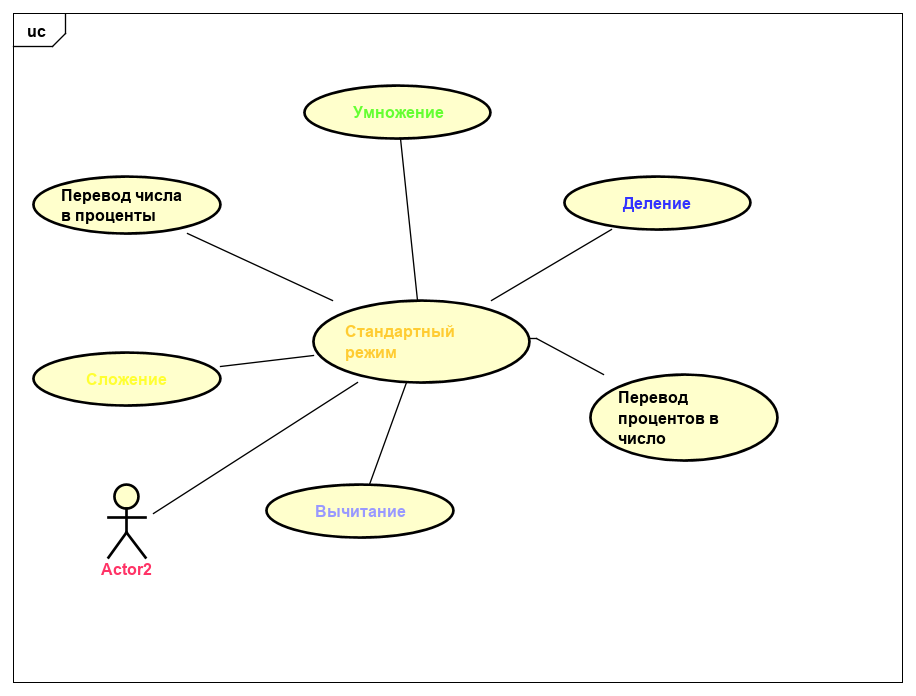 uc
Умножение
Перевод числа
в проценты
Деление
Стандартный
режим
Сложение
Перевод
процентов в
число
Вычитание
Actor2